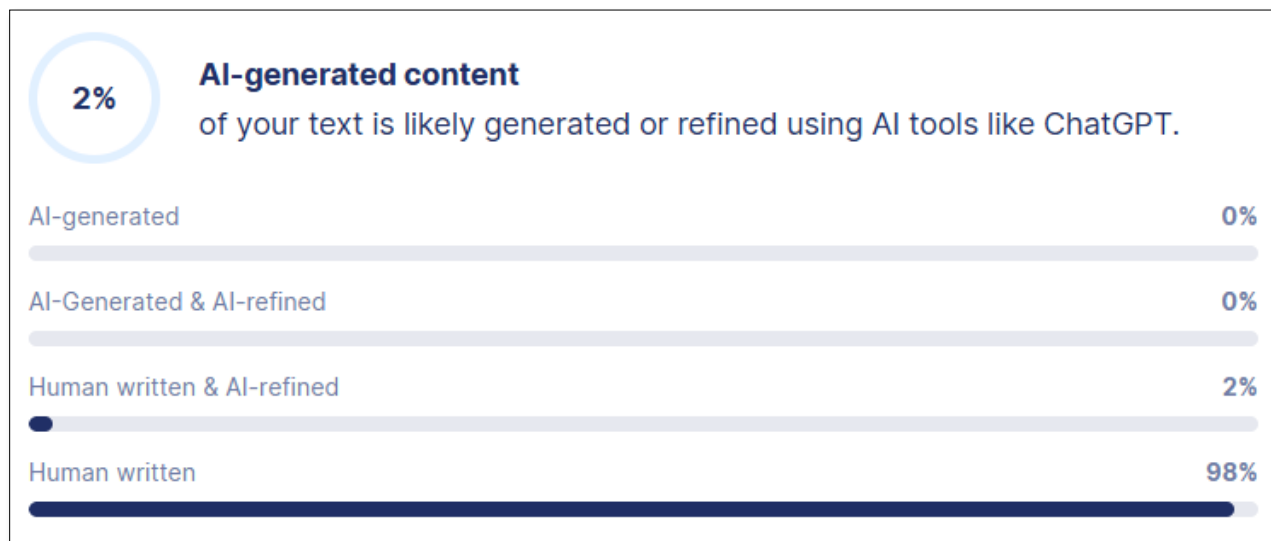 2%
AI-generated content
of your text is likely generated or refined using AI tools like ChatGPT.
AI-generated 0%
AI-Generated & AI-refined 0%
Human written & AI-refined 2%
Human written 98%